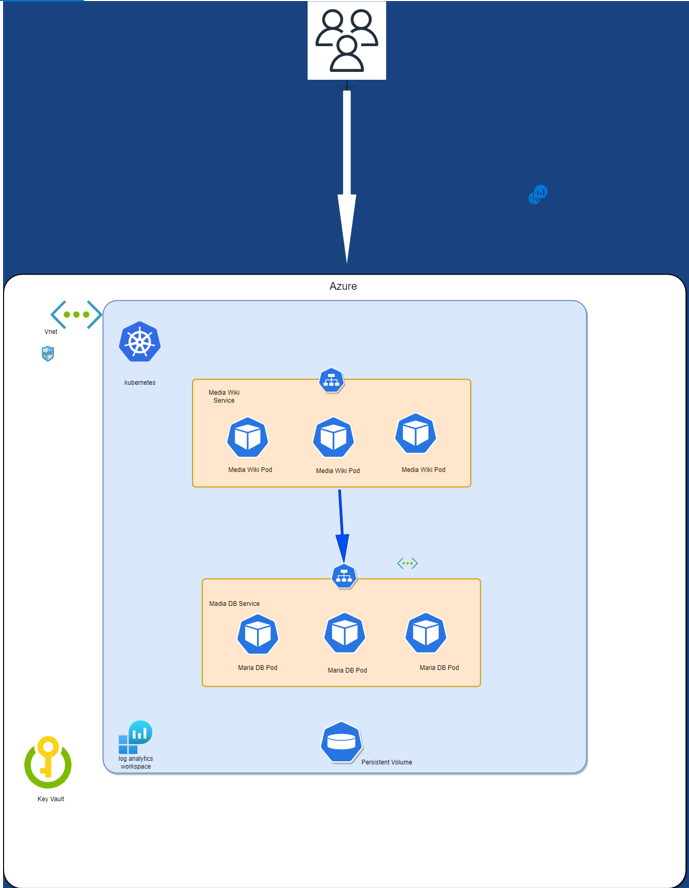 Azure
Vnet
kubernetes
Media Wiki
Service
Media Wiki Pod
Media Wiki Pod
Media Wiki Pod
Madia DB Service
Maria DB Pod
Maria DB Pod
Maria DB Pod
log analytics
workspace
Persistent Volume
Key Vault